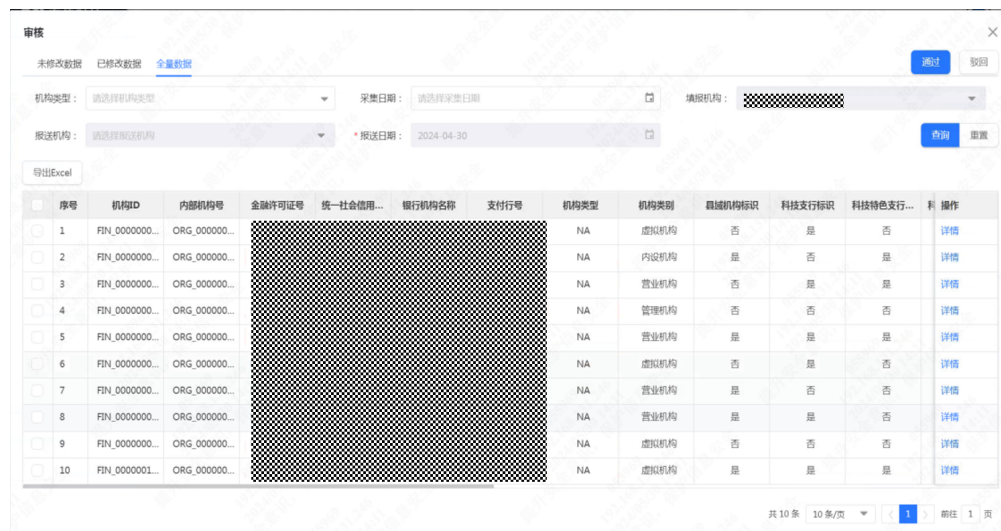 审核
未修改数据 已修改数据 全量数据 通过 驳回
机构类型： 请选择机构类型 采集日期： 请选择采集日期 填报机构：
报送机构： 请选择报送机构 * 报送日期： 2024-04-30 查询 重置
导出Excel
序号 机构ID 内部机构号 金融许可证号 统一社会信用... 银行机构名称 支付行号 机构类型 机构类别 县域机构标识 科技支行标识 科技特色支行... 操作
1 FIN_0000000... ORG_000000... NA 虚拟机构 否 是 否 详情
2 FIN_0000000... ORG_000000... NA 内设机构 是 否 是 详情
3 FIN_0000000... ORG_000000... NA 营业机构 否 是 是 详情
4 FIN_0000000... ORG_000000... NA 管理机构 否 否 是 详情
5 FIN_0000000... ORG_000000... NA 营业机构 是 是 是 详情
6 FIN_0000000... ORG_000000... NA 虚拟机构 否 是 否 详情
7 FIN_0000000... ORG_000000... NA 营业机构 是 否 否 详情
8 FIN_0000000... ORG_000000... NA 营业机构 是 是 否 详情
9 FIN_0000000... ORG_000000... NA 虚拟机构 否 否 否 详情
10 FIN_0000001... ORG_000000... NA 虚拟机构 是 是 是 详情
共 10 条 10 条/页 1 前往 1 页